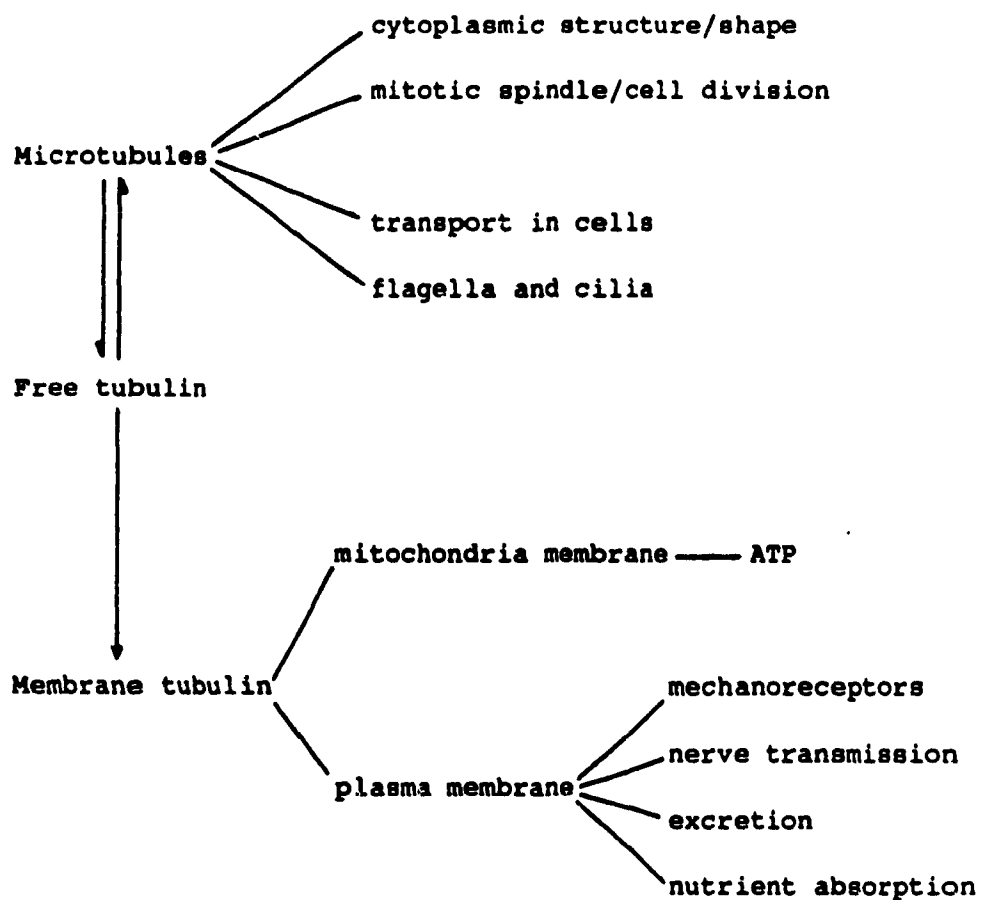 cytoplasmic structure/shape
mitotic spindle/cell division
Microtubules
transport in cells
flagella and cilia
Free tubulin
mitochondria membrane
ATP
Membrane tubulin
mechanoreceptors
nerve transmission
plasma membrane
excretion
nutrient absorption